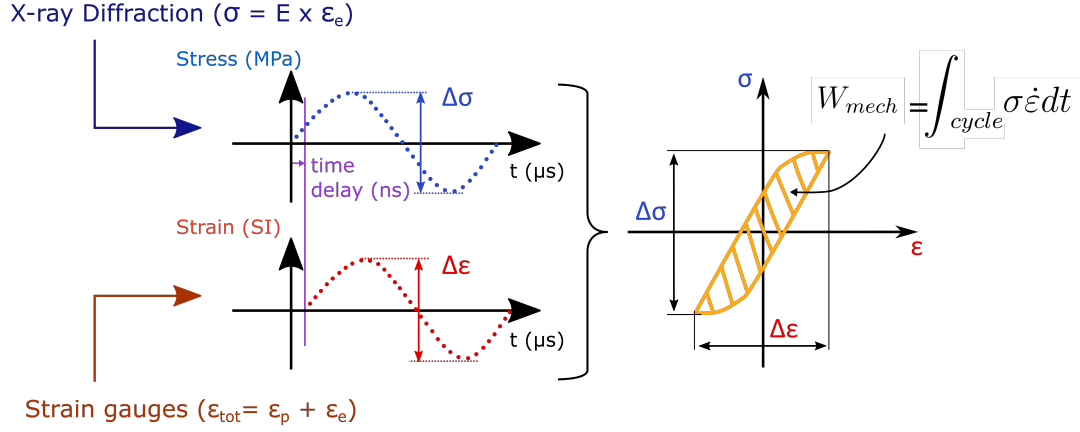 X-ray Diffraction (σ = E x εₑ)
Stress (MPa)
Δσ
t (μs)
time
delay (ns)
Strain (SI)
Δε
t (μs)
Strain gauges (εtot= εp + εe)
σ
Wmech = ∫cycle σε̇dt
Δσ
ε
Δε